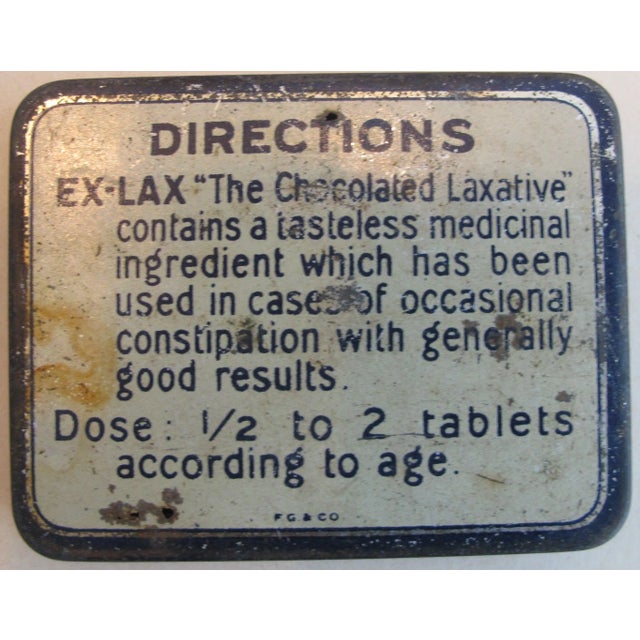 DIRECTIONS
EX-LAX "The Chocolated Laxative"
contains a tasteless medicinal
ingredient which has been
used in cases of occasional
constipation with generally
good results.
Dose: 1/2 to 2 tablets
according to age.
F.G. & CO